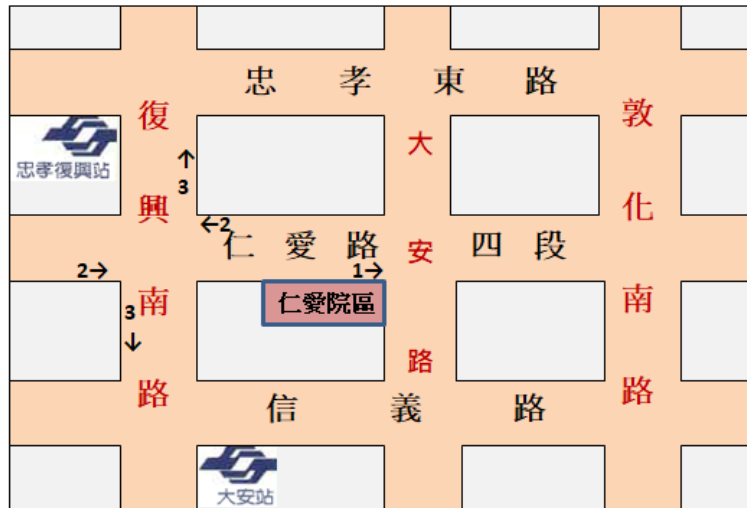 忠孝東路
復興南路
大安路
敦化南路
忠孝復興站
↑
3
←2
仁愛路四段
2→
1→
仁愛院區
3
↓
信義路
大安站